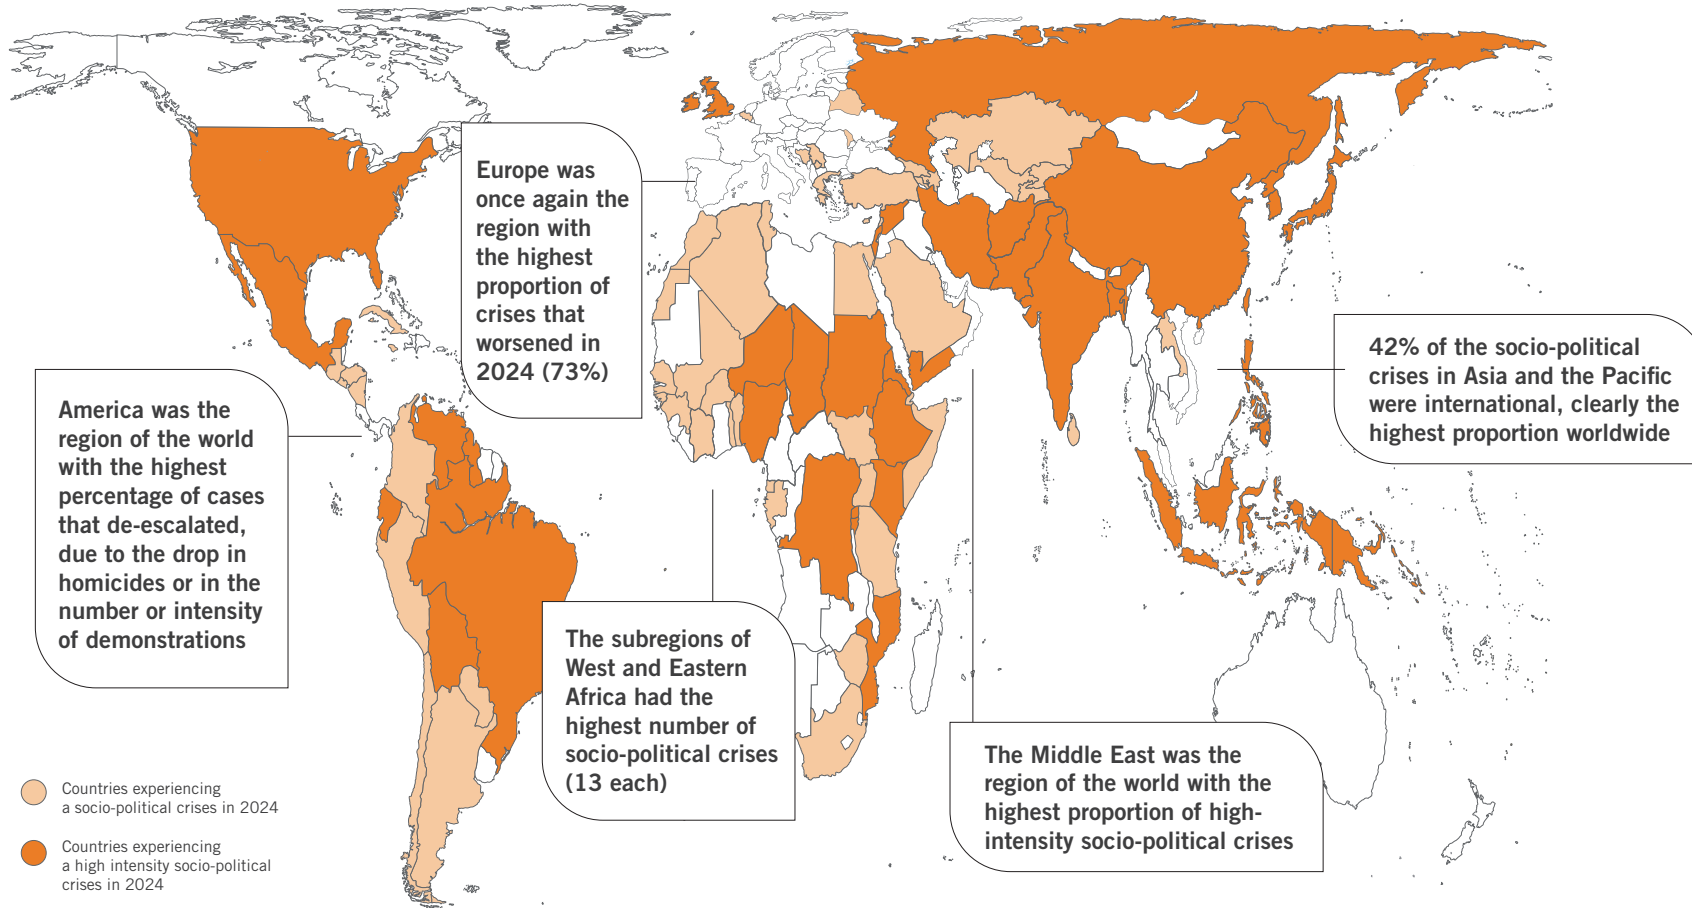 Europe was
once again the
region with
the highest
proportion of
crises that
worsened in
2024 (73%)
42% of the socio-political
crises in Asia and the Pacific
were international, clearly the
highest proportion worldwide
America was the
region of the world
with the highest
percentage of cases
that de-escalated,
due to the drop in
homicides or in the
number or intensity
of demonstrations
The subregions of
West and Eastern
Africa had the
highest number of
socio-political crises
(13 each)
The Middle East was the
region of the world with the
highest proportion of high-
intensity socio-political crises
Countries experiencing
a socio-political crises in 2024
Countries experiencing
a high intensity socio-political
crises in 2024